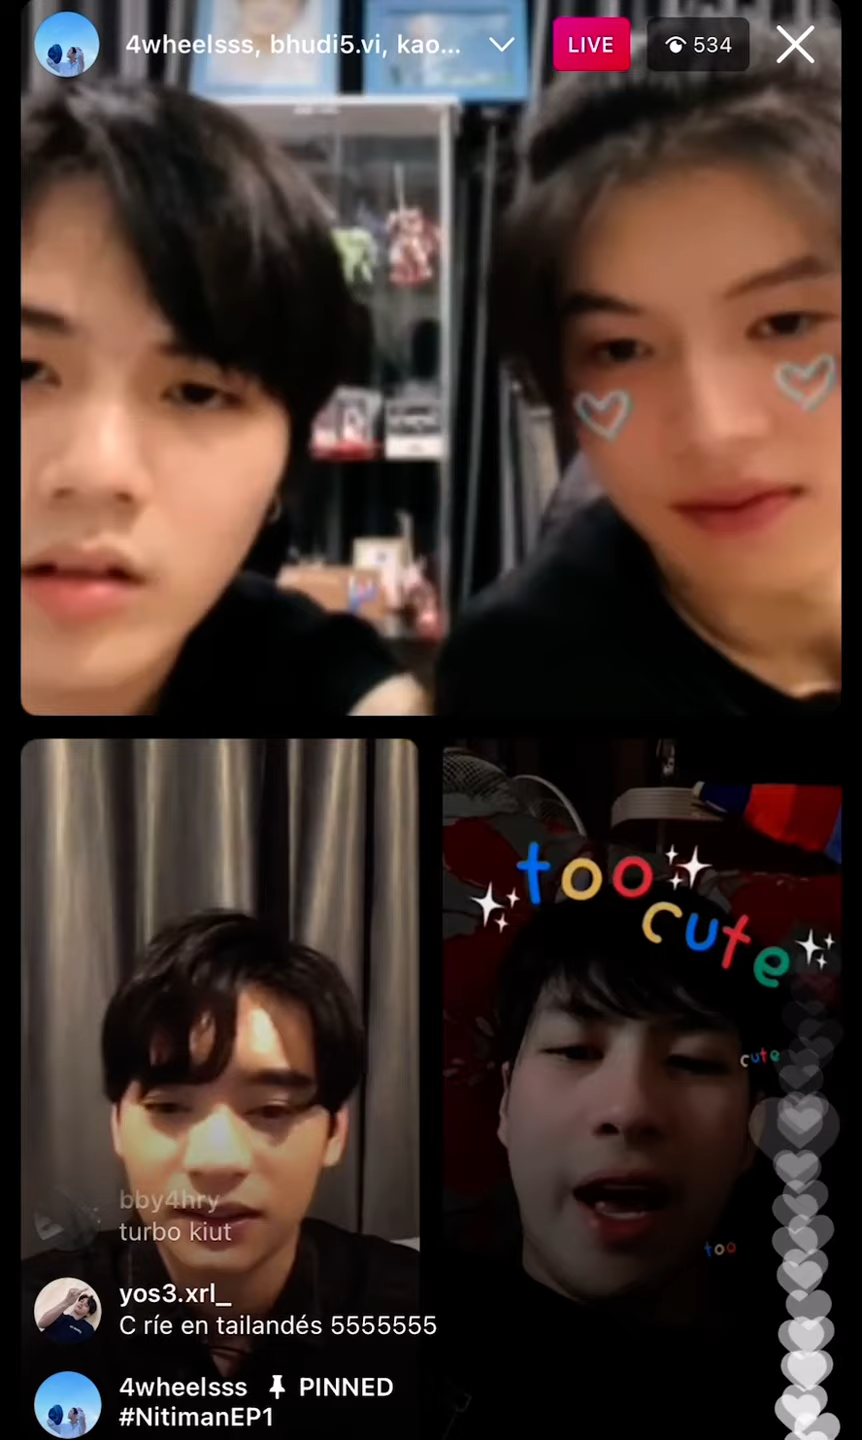 4wheelsss, bhudi5.vi, kao...
LIVE
534
too
cute
cute
too
bby4hry
turbo kiut
yos3.xrl_
C ríe en tailandés 5555555
4wheelsss PINNED
#NitimanEP1